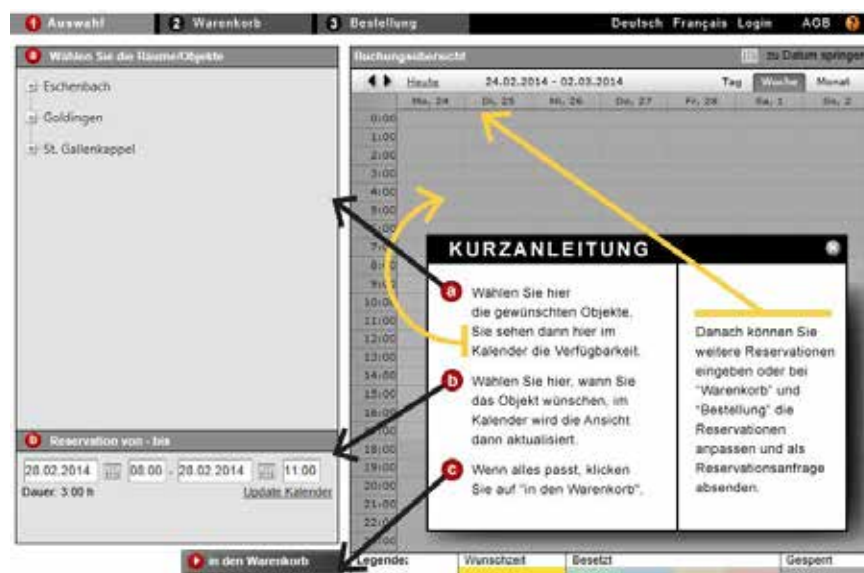 1 Auswahl 2 Warenkorb 3 Bestellung Deutsch Français Login AGB ?
a Wählen Sie die Räume/Objekte
Eschenbach
Goldingen
St. Gallenkappel
b Reservation von - bis
28.02.2014 08:00 - 28.02.2014 11:00
Dauer: 3:00 h Update Kalender
in den Warenkorb
Buchungsübersicht zu Datum springen
Heute 24.02.2014 - 02.03.2014 Tag Woche Monat
Mo, 24 Di, 25 Mi, 26 Do, 27 Fr, 28 Sa, 1 So, 2
0:00
1:00
2:00
3:00
4:00
5:00
8:00
9:00
10:00
11:00
12:00
13:00
14:00
15:00
16:00
18:00
19:00
20:00
21:00
22:00
KURZANLEITUNG
a Wählen Sie hier
die gewünschten Objekte.
Sie sehen dann hier im
Kalender die Verfügbarkeit.
b Wählen Sie hier, wann Sie
das Objekt wünschen, im
Kalender wird die Ansicht
dann aktualisiert.
c Wenn alles passt, klicken
Sie auf "in den Warenkorb".
Danach können Sie
weitere Reservationen
eingeben oder bei
"Warenkorb" und
"Bestellung" die
Reservationen
anpassen und als
Reservationsanfrage
absenden.
Legende: Wunschzeit Besetzt Gesperrt